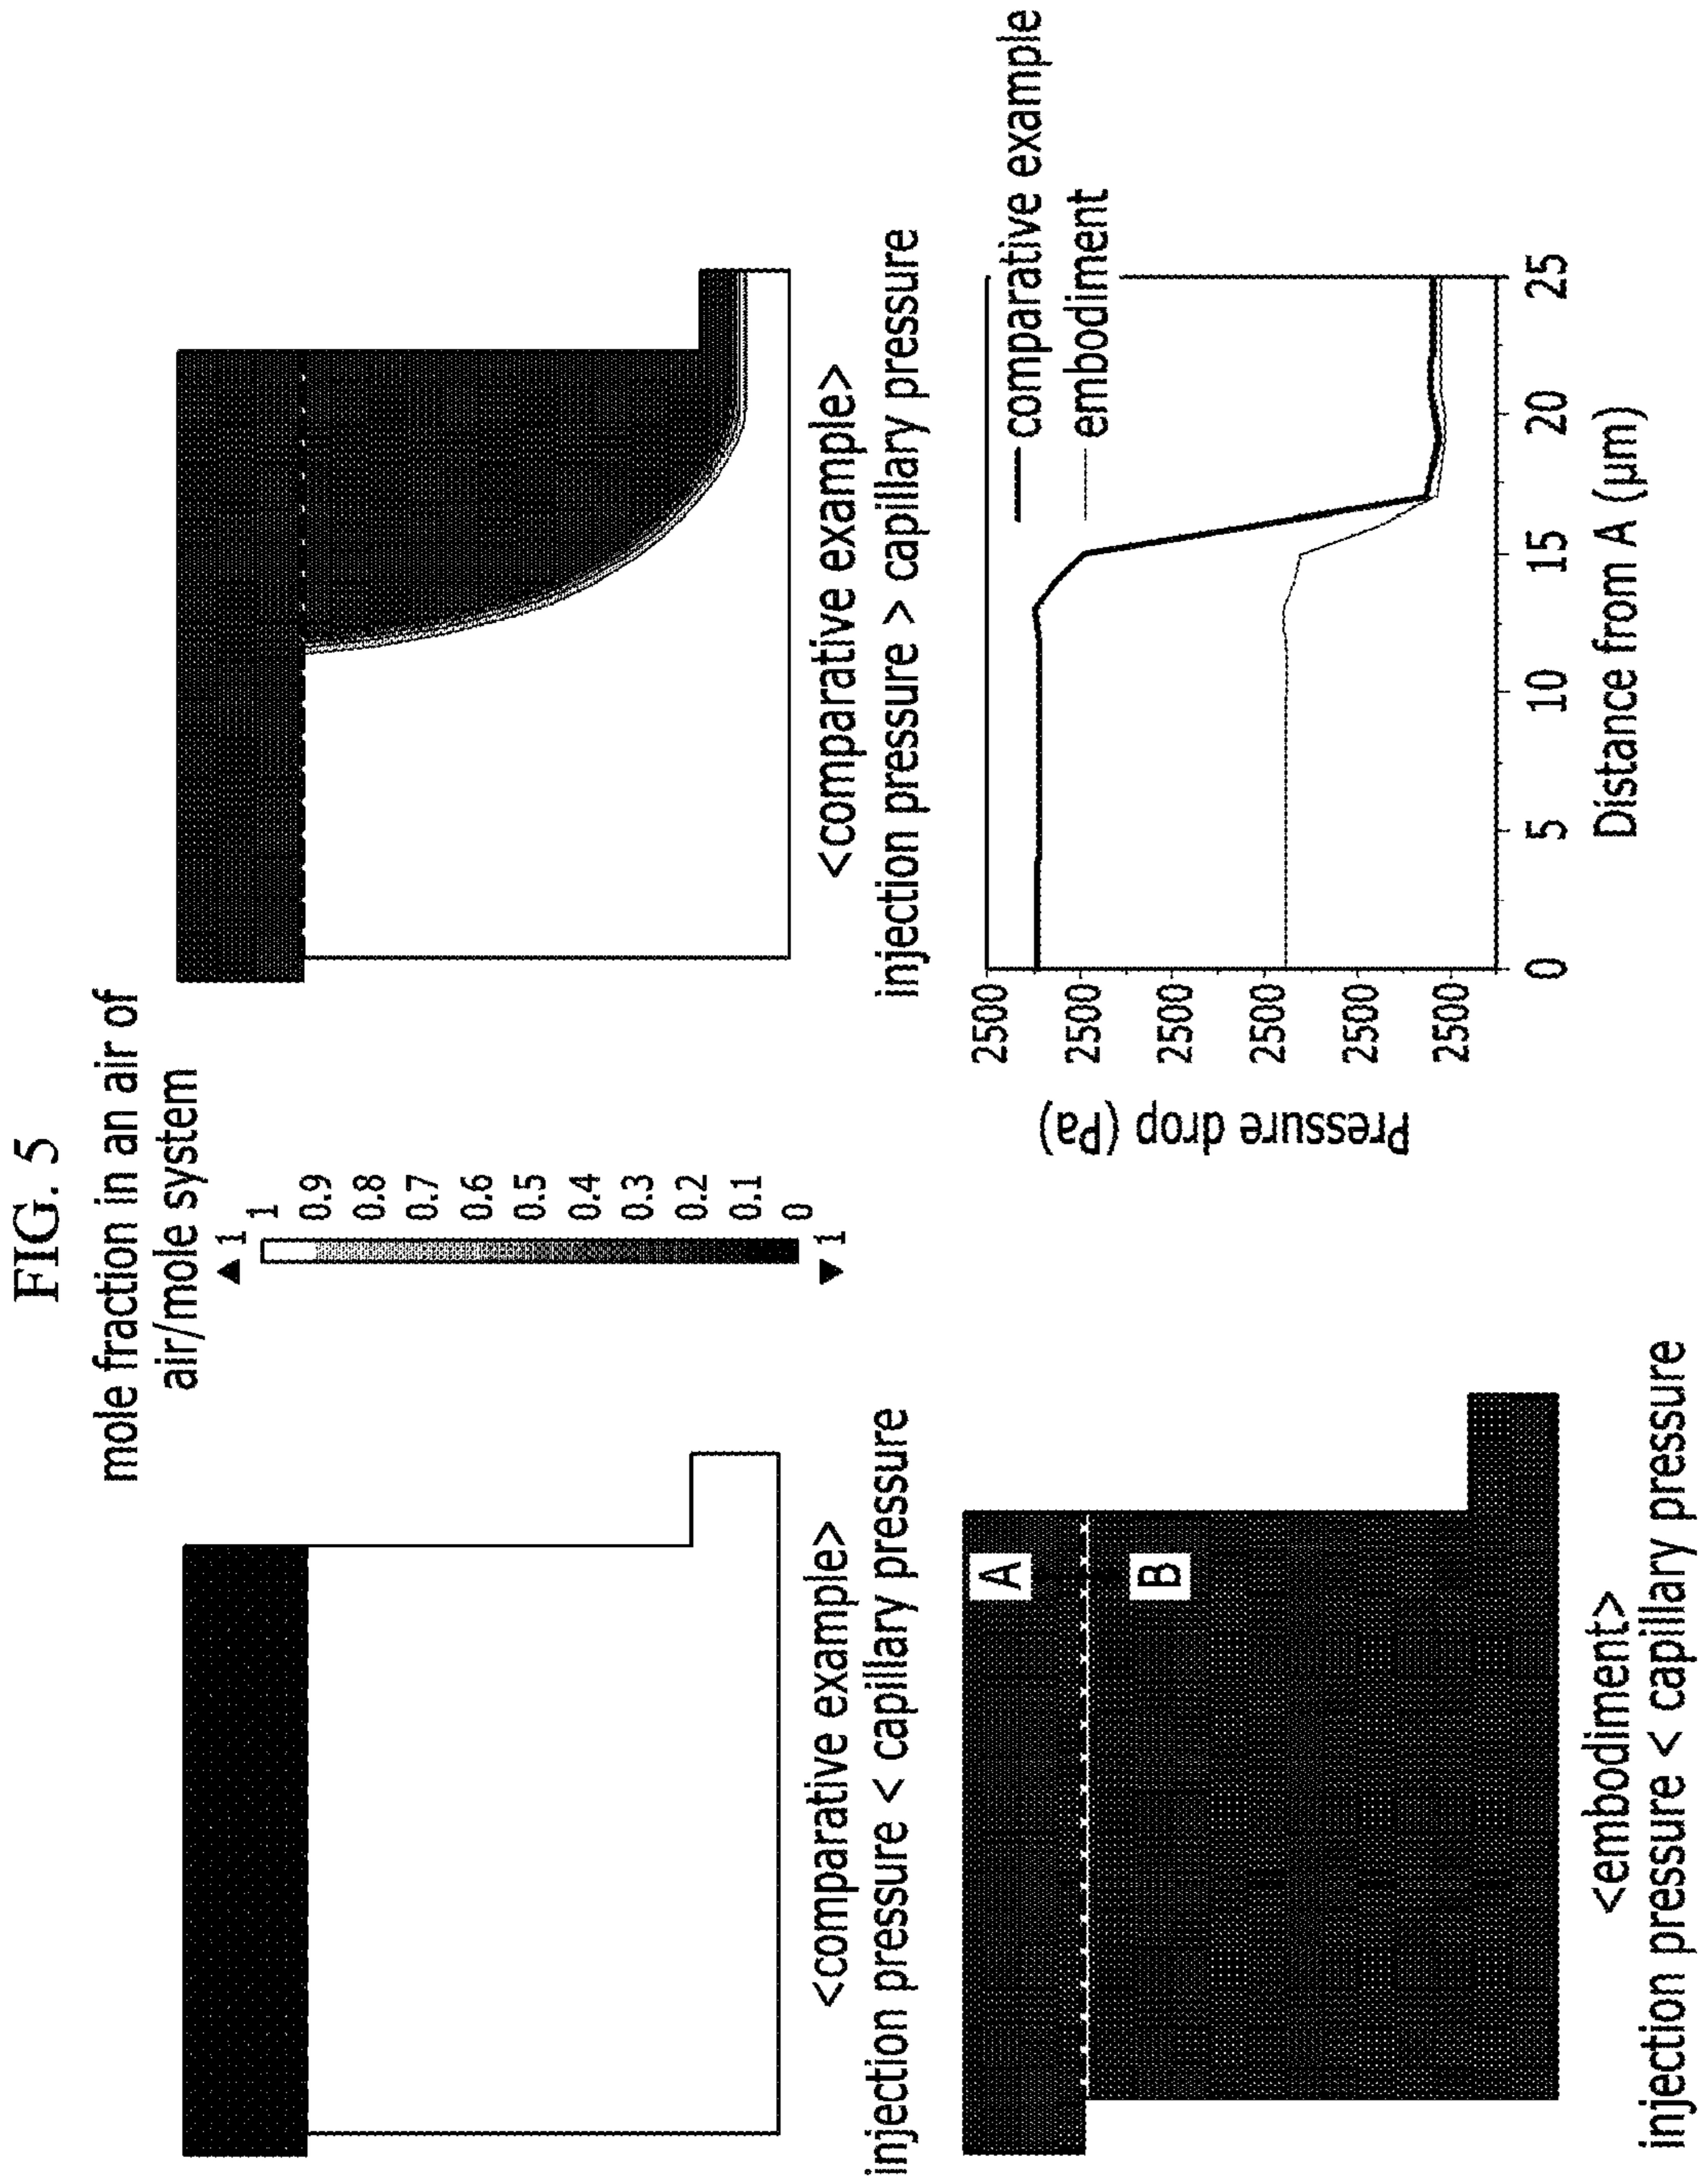 FIG. 5
mole fraction in an air of
air/mole system
▲ 1
1
0.9
0.8
0.7
0.6
0.5
0.4
0.3
0.2
0.1
0
▼ 1
<comparative example>
injection pressure < capillary pressure
<comparative example>
injection pressure > capillary pressure
A
B
<embodiment>
injection pressure < capillary pressure
comparative example
embodiment
Pressure drop (Pa)
2500
2500
2500
2500
2500
2500
0 5 10 15 20 25
Distance from A (μm)